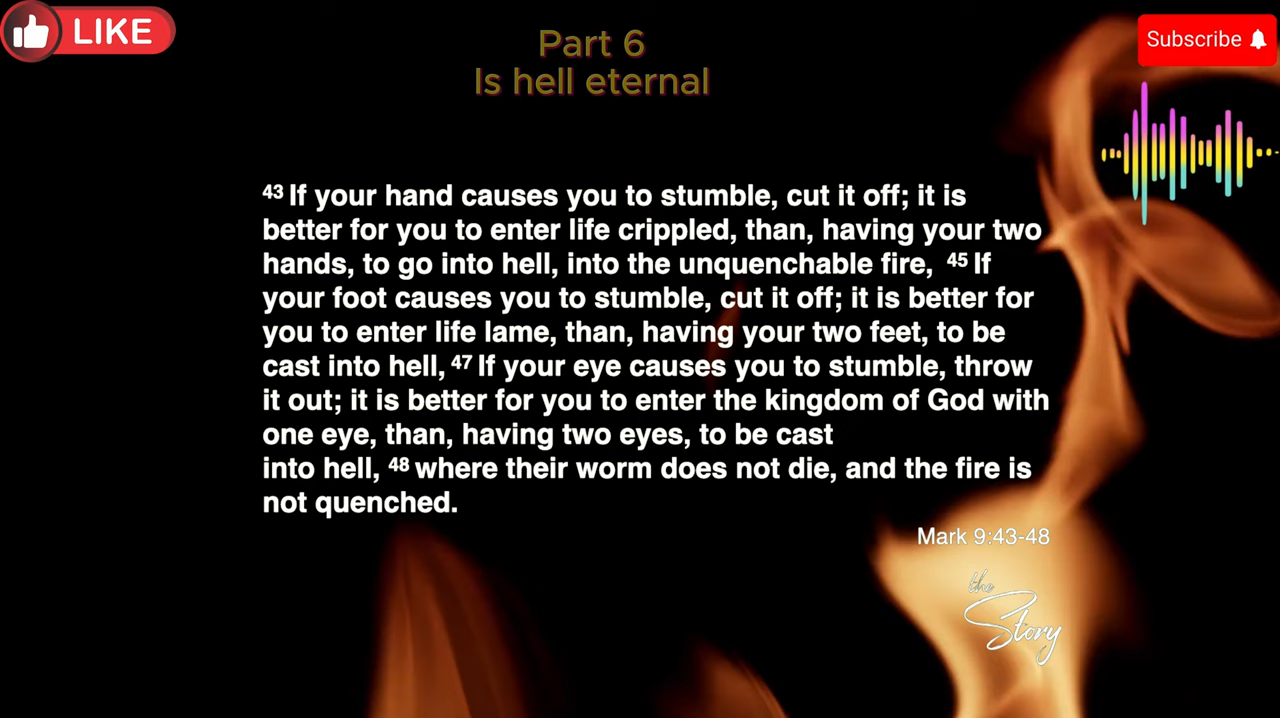 LIKE
Part 6
Is hell eternal
Subscribe
43 If your hand causes you to stumble, cut it off; it is
better for you to enter life crippled, than, having your two
hands, to go into hell, into the unquenchable fire, 45 If
your foot causes you to stumble, cut it off; it is better for
you to enter life lame, than, having your two feet, to be
cast into hell, 47 If your eye causes you to stumble, throw
it out; it is better for you to enter the kingdom of God with
one eye, than, having two eyes, to be cast
into hell, 48 where their worm does not die, and the fire is
not quenched.
Mark 9:43-48
the
Story